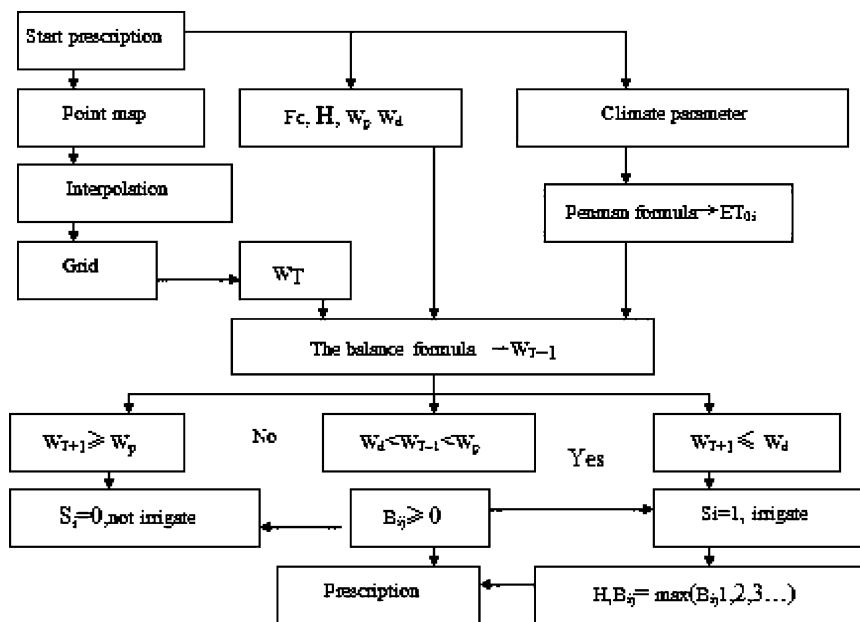 Start prescription
Point map
Fc, H, Wp Wd
Climate parameter
Interpolation
Penman formula→ET0i
Grid
WT
The balance formula →WT−1
WT+1⩾ Wp
No
Wd<WT−1<Wp
Yes
WT+1⩽ Wd
Si=0,not irrigate
Bij⩾ 0
Si=1, irrigate
Prescription
H,Bij= max(Bij1,2,3…)